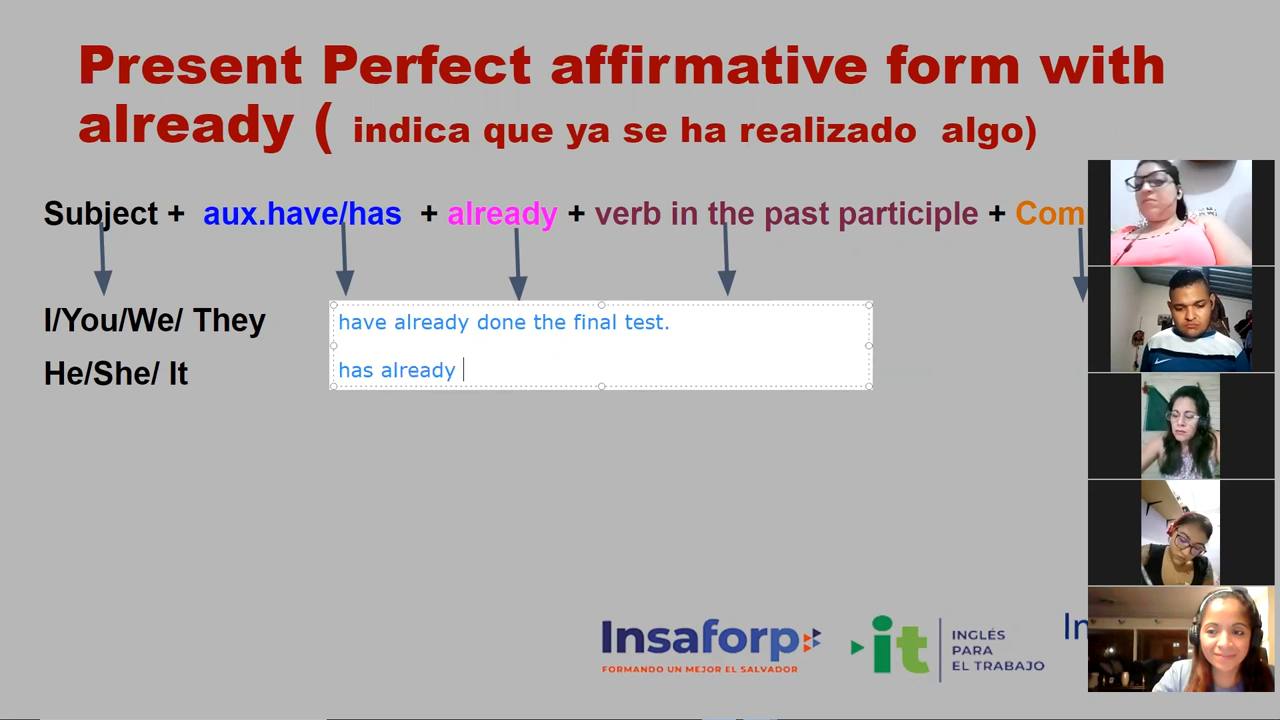 Present Perfect affirmative form with
already ( indica que ya se ha realizado algo)
Subject + aux.have/has + already + verb in the past participle + Com
I/You/We/ They
have already done the final test.
He/She/ It
has already
Insaforp
FORMANDO UN MEJOR EL SALVADOR
it
INGLÉS
PARA
EL TRABAJO
In